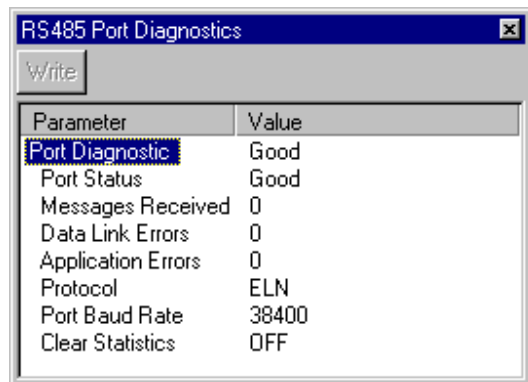 RS485 Port Diagnostics
Write
Parameter Value
Port Diagnostic Good
Port Status Good
Messages Received 0
Data Link Errors 0
Application Errors 0
Protocol ELN
Port Baud Rate 38400
Clear Statistics OFF